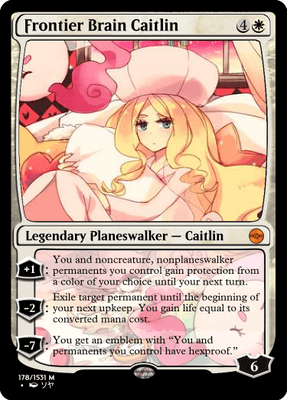 Frontier Brain Caitlin 4
Legendary Planeswalker — Caitlin
+1: You and noncreature, nonplaneswalker
permanents you control gain protection from
a color of your choice until your next turn.
-2: Exile target permanent until the beginning of
your next upkeep. You gain life equal to its
converted mana cost.
-7: You get an emblem with “You and
permanents you control have hexproof.”
6
178/1531 M
• ソヤ